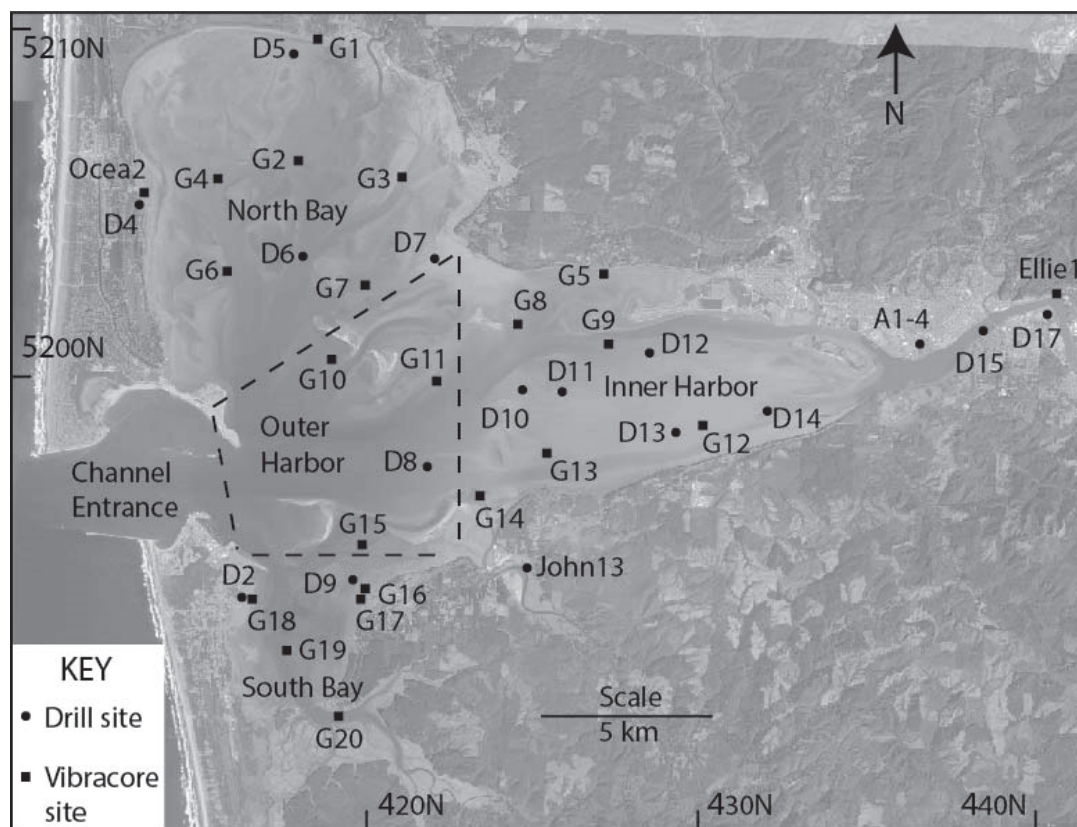 5210N
D5
G1
N
G2
Ocea2
G4
G3
D4
North Bay
D7
D6
G6
G5
G7
Ellie1
G8
G9
A1-4
D17
5200N
D12
D15
G10
G11
D11
Inner Harbor
D10
D14
Outer
Harbor
D13
G12
D8
G13
Channel
Entrance
G14
G15
John13
D2
D9
G16
G18
G17
G19
KEY
South Bay
Scale
Drill site
5 km
G20
Vibracore
site
420N
430N
440N